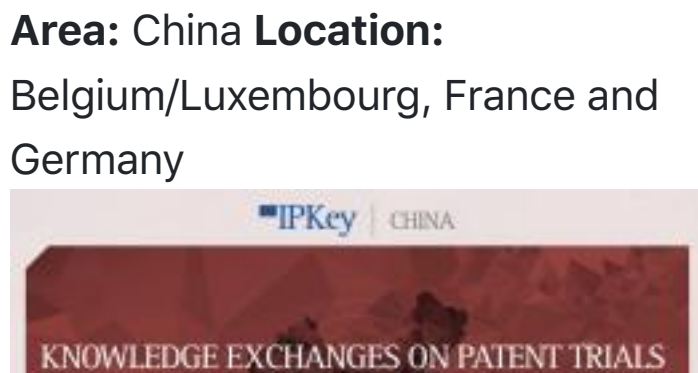 Area: China Location:
Belgium/Luxembourg, France and
Germany
IPKey | CHINA
KNOWLEDGE EXCHANGES ON PATENT TRIALS